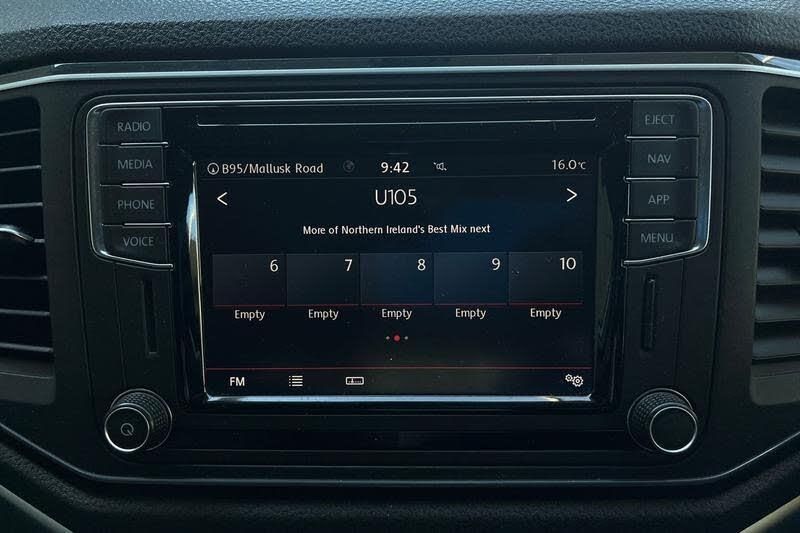 RADIO
MEDIA
PHONE
VOICE
EJECT
NAV
APP
MENU
B95/Mallusk Road 9:42 16.0°C
< U105 >
More of Northern Ireland's Best Mix next
6 7 8 9 10
Empty Empty Empty Empty Empty
FM